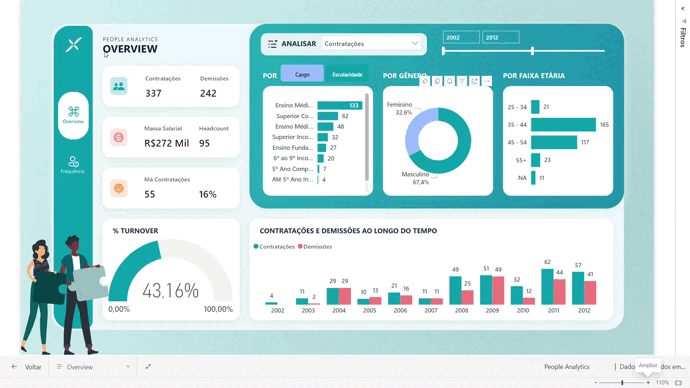 PEOPLE ANALYTICS
OVERVIEW
Overview
Frequência
Contratações Demissões
337 242
Massa Salarial Headcount
R$272 Mil 95
Má Contratações
55 16%
ANALISAR Contratações
2002 2012
POR Cargo Escolaridade
Ensino Médi... 133
Superior Co... 62
Ensino Médi... 48
Superior Inco... 32
Ensino Funda... 27
6º ao 9º Inco... 20
5º Ano Comp... 7
Até 5º Ano In... 4
POR GÊNERO
Feminino
32,6%
Masculino
67,4%
POR FAIXA ETÁRIA
25 - 34 21
35 - 44 165
45 - 54 117
55+ 23
NA 11
% TURNOVER
43.16%
0,00% 100,00%
CONTRATAÇÕES E DEMISSÕES AO LONGO DO TEMPO
Contratações Demissões
4 11 2 29 29 10 13 21 16 11 11 49 25 51 49 32 12 62 44 57 41
2002 2003 2004 2005 2006 2007 2008 2009 2010 2011 2012
Filtros
Voltar Overview
People Analytics
Ampliar
110%